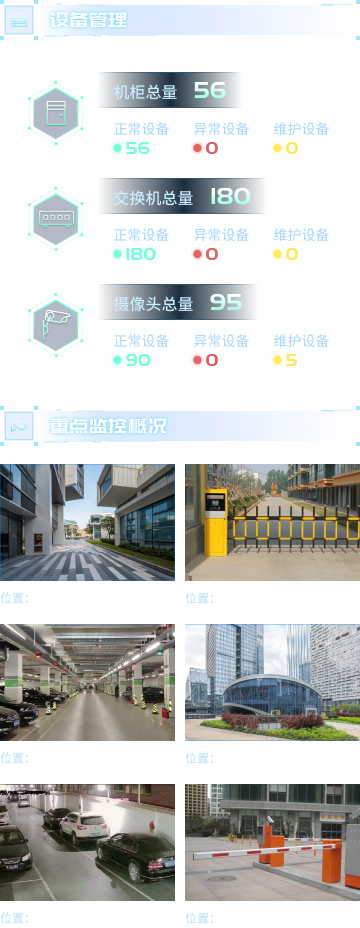 设备管理
机柜总量 56
正常设备 异常设备 维护设备
56 0 0
交换机总量 180
正常设备 异常设备 维护设备
180 0 0
摄像头总量 95
正常设备 异常设备 维护设备
90 0 5
重点监控概况
位置： 位置：
位置： 位置：
位置： 位置：